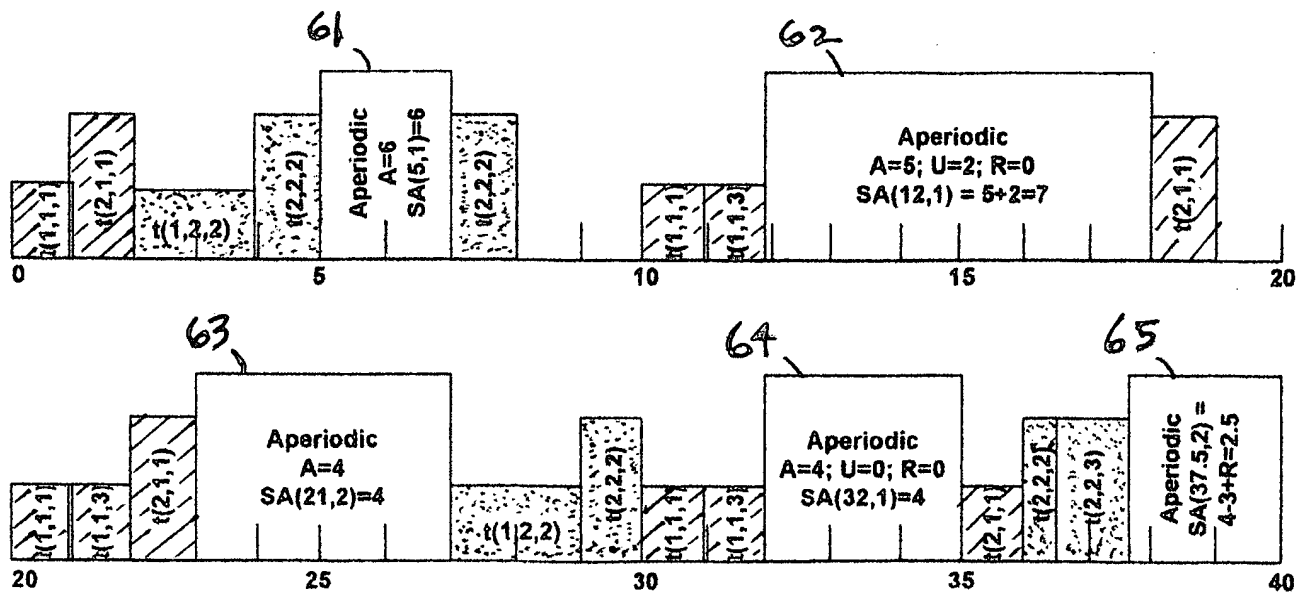 61
62
t(1,1,1)
t(2,1,1)
t(1,2,2)
t(2,2,2)
Aperiodic
A=6
SA(5,1)=6
t(2,2,2)
t(1,1,1)
t(1,1,3)
Aperiodic
A=5; U=2; R=0
SA(12,1) = 5+2=7
t(2,1,1)
0 5 10 15 20
63
64
65
t(1,1,1)
t(1,1,3)
t(2,1,1)
Aperiodic
A=4
SA(21,2)=4
t(1,2,2)
t(2,2,2)
t(1,1,1)
t(1,1,3)
Aperiodic
A=4; U=0; R=0
SA(32,1)=4
t(2,1,1)
t(2,2,2)
t(2,2,3)
Aperiodic
SA(37.5,2) =
4-3+R=2.5
20 25 30 35 40